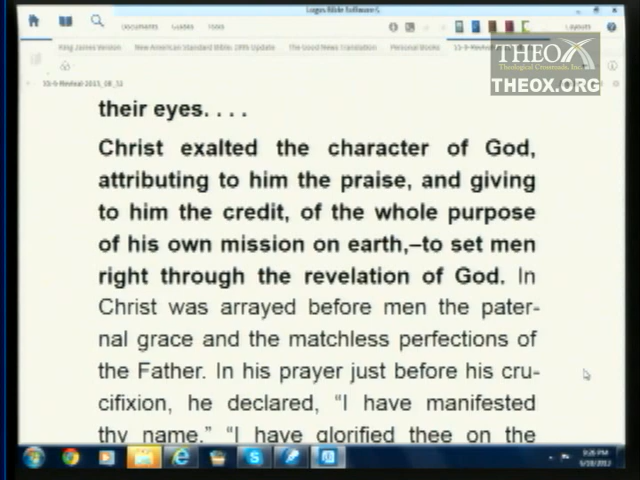 Logos Bible Software
Documents Guides Tools
Layouts
King James Version New American Standard Bible: 1995 Update The Good News Translation Personal Books
THEOX
Theological Crossroads, Inc.
THEOX.ORG
their eyes. . . .
Christ exalted the character of God,
attributing to him the praise, and giving
to him the credit, of the whole purpose
of his own mission on earth,–to set men
right through the revelation of God. In
Christ was arrayed before men the pater-
nal grace and the matchless perfections of
the Father. In his prayer just before his cru-
cifixion, he declared, “I have manifested
thy name.” “I have glorified thee on the